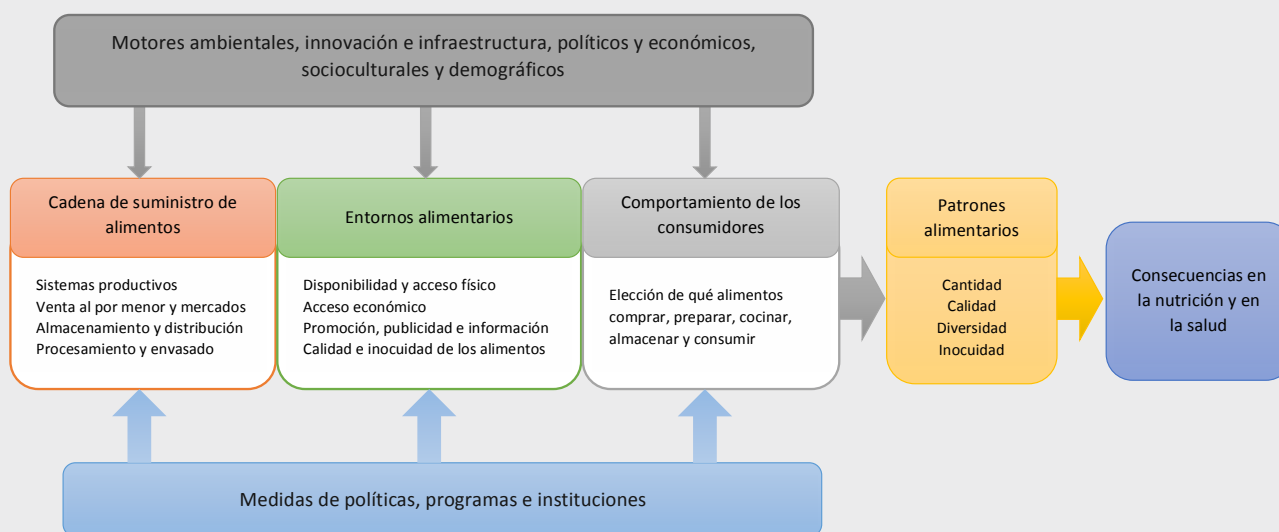 Motores ambientales, innovación e infraestructura, políticos y económicos,
socioculturales y demográficos
Cadena de suministro de
alimentos
Sistemas productivos
Venta al por menor y mercados
Almacenamiento y distribución
Procesamiento y envasado
Entornos alimentarios
Disponibilidad y acceso físico
Acceso económico
Promoción, publicidad e información
Calidad e inocuidad de los alimentos
Comportamiento de los
consumidores
Elección de qué alimentos
comprar, preparar, cocinar,
almacenar y consumir
Patrones
alimentarios
Cantidad
Calidad
Diversidad
Inocuidad
Consecuencias en
la nutrición y en
la salud
Medidas de políticas, programas e instituciones